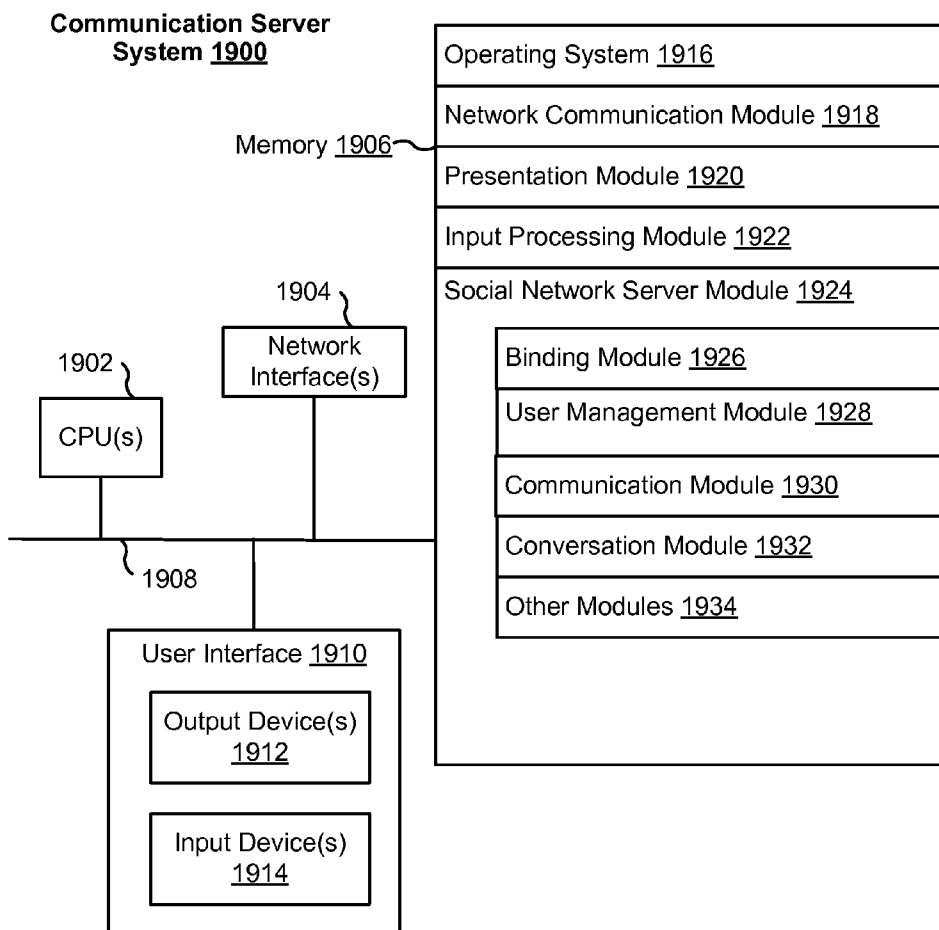 Communication Server
System 1900
Operating System 1916
Network Communication Module 1918
Memory 1906
Presentation Module 1920
Input Processing Module 1922
Social Network Server Module 1924
1904
Network
Interface(s)
Binding Module 1926
1902
User Management Module 1928
CPU(s)
Communication Module 1930
Conversation Module 1932
1908
Other Modules 1934
User Interface 1910
Output Device(s)
1912
Input Device(s)
1914